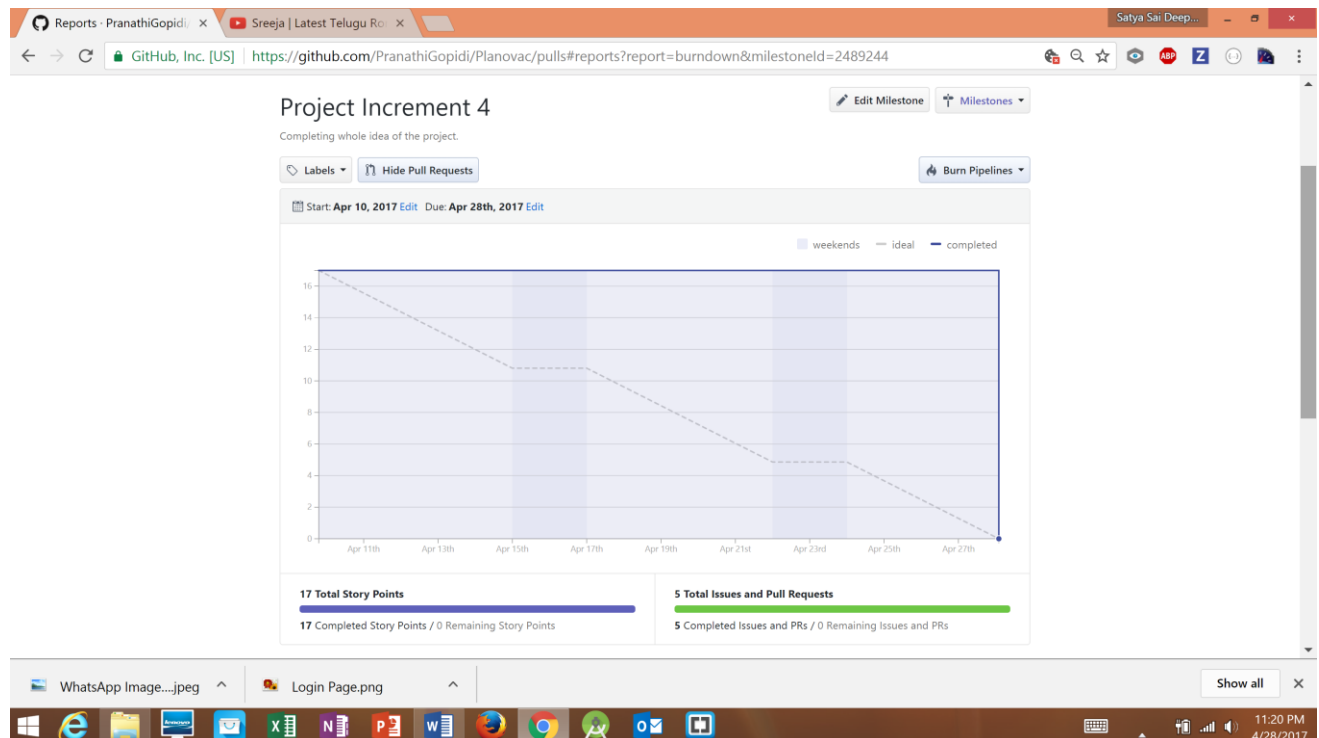 Reports · PranathiGopidi/
Sreeja | Latest Telugu Ro
Satya Sai Deep...
GitHub, Inc. [US]
https://github.com/PranathiGopidi/Planovac/pulls#reports?report=burndown&milestoneId=2489244
ABP
Z
Project Increment 4
Edit Milestone
Milestones
Completing whole idea of the project.
Labels
Hide Pull Requests
Burn Pipelines
Start: Apr 10, 2017 Edit Due: Apr 28th, 2017 Edit
weekends
ideal
completed
16
14
12
10
8
6
4
2
0
Apr 11th
Apr 13th
Apr 15th
Apr 17th
Apr 19th
Apr 21st
Apr 23rd
Apr 25th
Apr 27th
17 Total Story Points
17 Completed Story Points / 0 Remaining Story Points
5 Total Issues and Pull Requests
5 Completed Issues and PRs / 0 Remaining Issues and PRs
WhatsApp Image....jpeg
Login Page.png
Show all
11:20 PM
4/28/2017